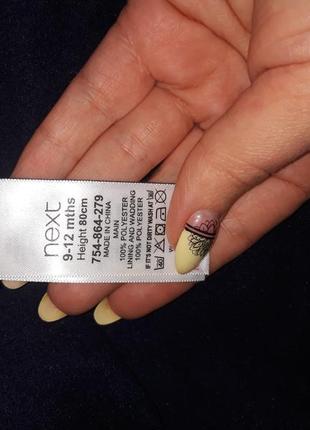 next
9-12 mths
Height 80cm
754-864-279
MADE IN CHINA
MAIN
100% POLYESTER
LINING AND WADDING
100% POLYESTER
IF IT'S NOT DIRTY WASH AT